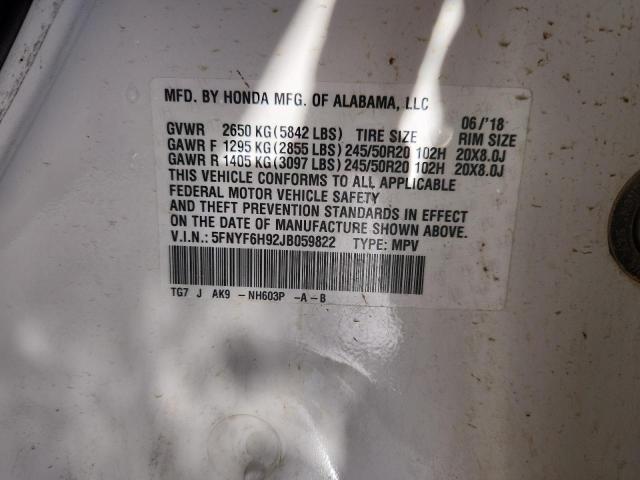 MFD. BY HONDA MFG. OF ALABAMA, LLC
06/'18
GVWR 2650 KG(5842 LBS) TIRE SIZE RIM SIZE
GAWR F 1295 KG(2855 LBS)245/50R20 102H 20X8.0J
GAWR R 1405 KG(3097 LBS)245/50R20 102H 20X8.0J
THIS VEHICLE CONFORMS TO ALL APPLICABLE
FEDERAL MOTOR VEHICLE SAFETY
AND THEFT PREVENTION STANDARDS IN EFFECT
ON THE DATE OF MANUFACTURE SHOWN ABOVE.
V.I.N.: 5FNYF6H92JB059822 TYPE: MPV
TG7 J AK9 -NH603P -A-B